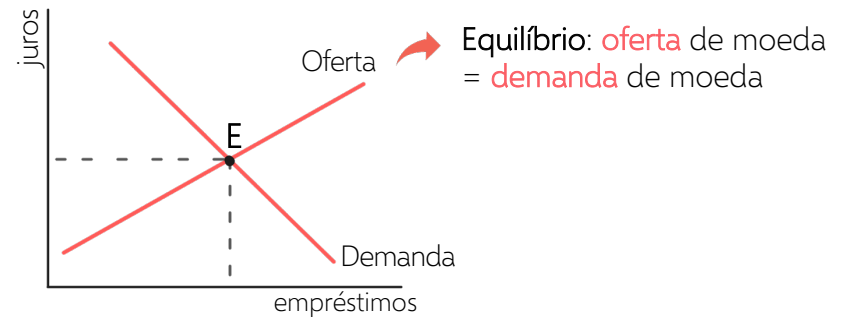 juros
Oferta
Equilíbrio: oferta de moeda
= demanda de moeda
E
Demanda
empréstimos